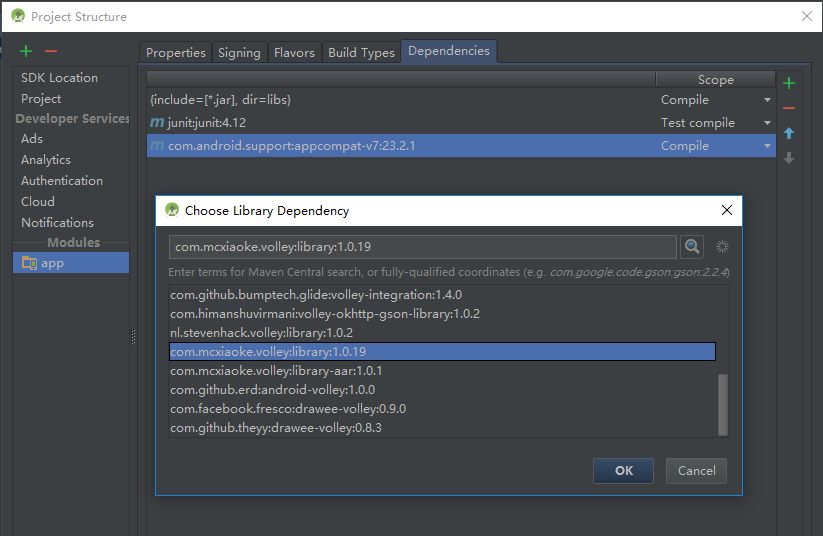 Project Structure
Properties Signing Flavors Build Types Dependencies
SDK Location
Project
Developer Services
Ads
Analytics
Authentication
Cloud
Notifications
Modules
app
Scope
{include=[*.jar], dir=libs} Compile
m junit:junit:4.12 Test compile
m com.android.support:appcompat-v7:23.2.1 Compile
Choose Library Dependency
com.mcxiaoke.volley:library:1.0.19
Enter terms for Maven Central search, or fully-qualified coordinates (e.g. com.google.code.gson:gson:2.2.4)
com.github.bumptech.glide:volley-integration:1.4.0
com.himanshuvirmani:volley-okhttp-gson-library:1.0.2
nl.stevenhack.volley:library:1.0.2
com.mcxiaoke.volley:library:1.0.19
com.mcxiaoke.volley:library-aar:1.0.1
com.github.erd:android-volley:1.0.0
com.facebook.fresco:drawee-volley:0.9.0
com.github.theyy:drawee-volley:0.8.3
OK Cancel